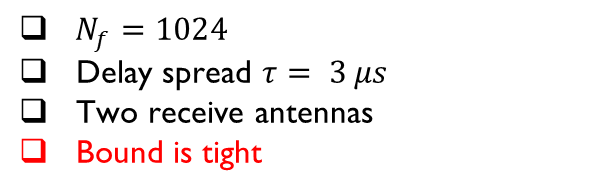 ❑ N_f = 1024
❑ Delay spread τ = 3 μs
❑ Two receive antennas
❑ Bound is tight